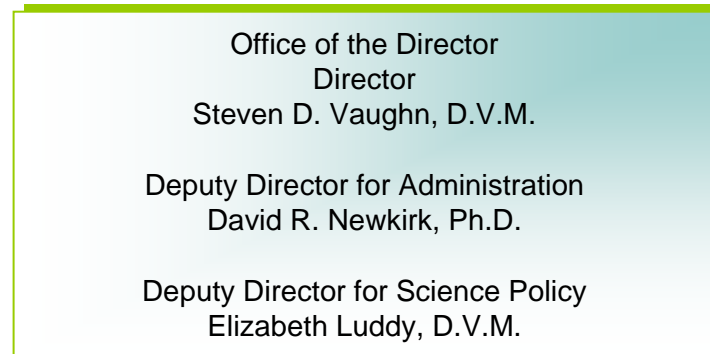 Office of the Director
Director
Steven D. Vaughn, D.V.M.
Deputy Director for Administration
David R. Newkirk, Ph.D.
Deputy Director for Science Policy
Elizabeth Luddy, D.V.M.